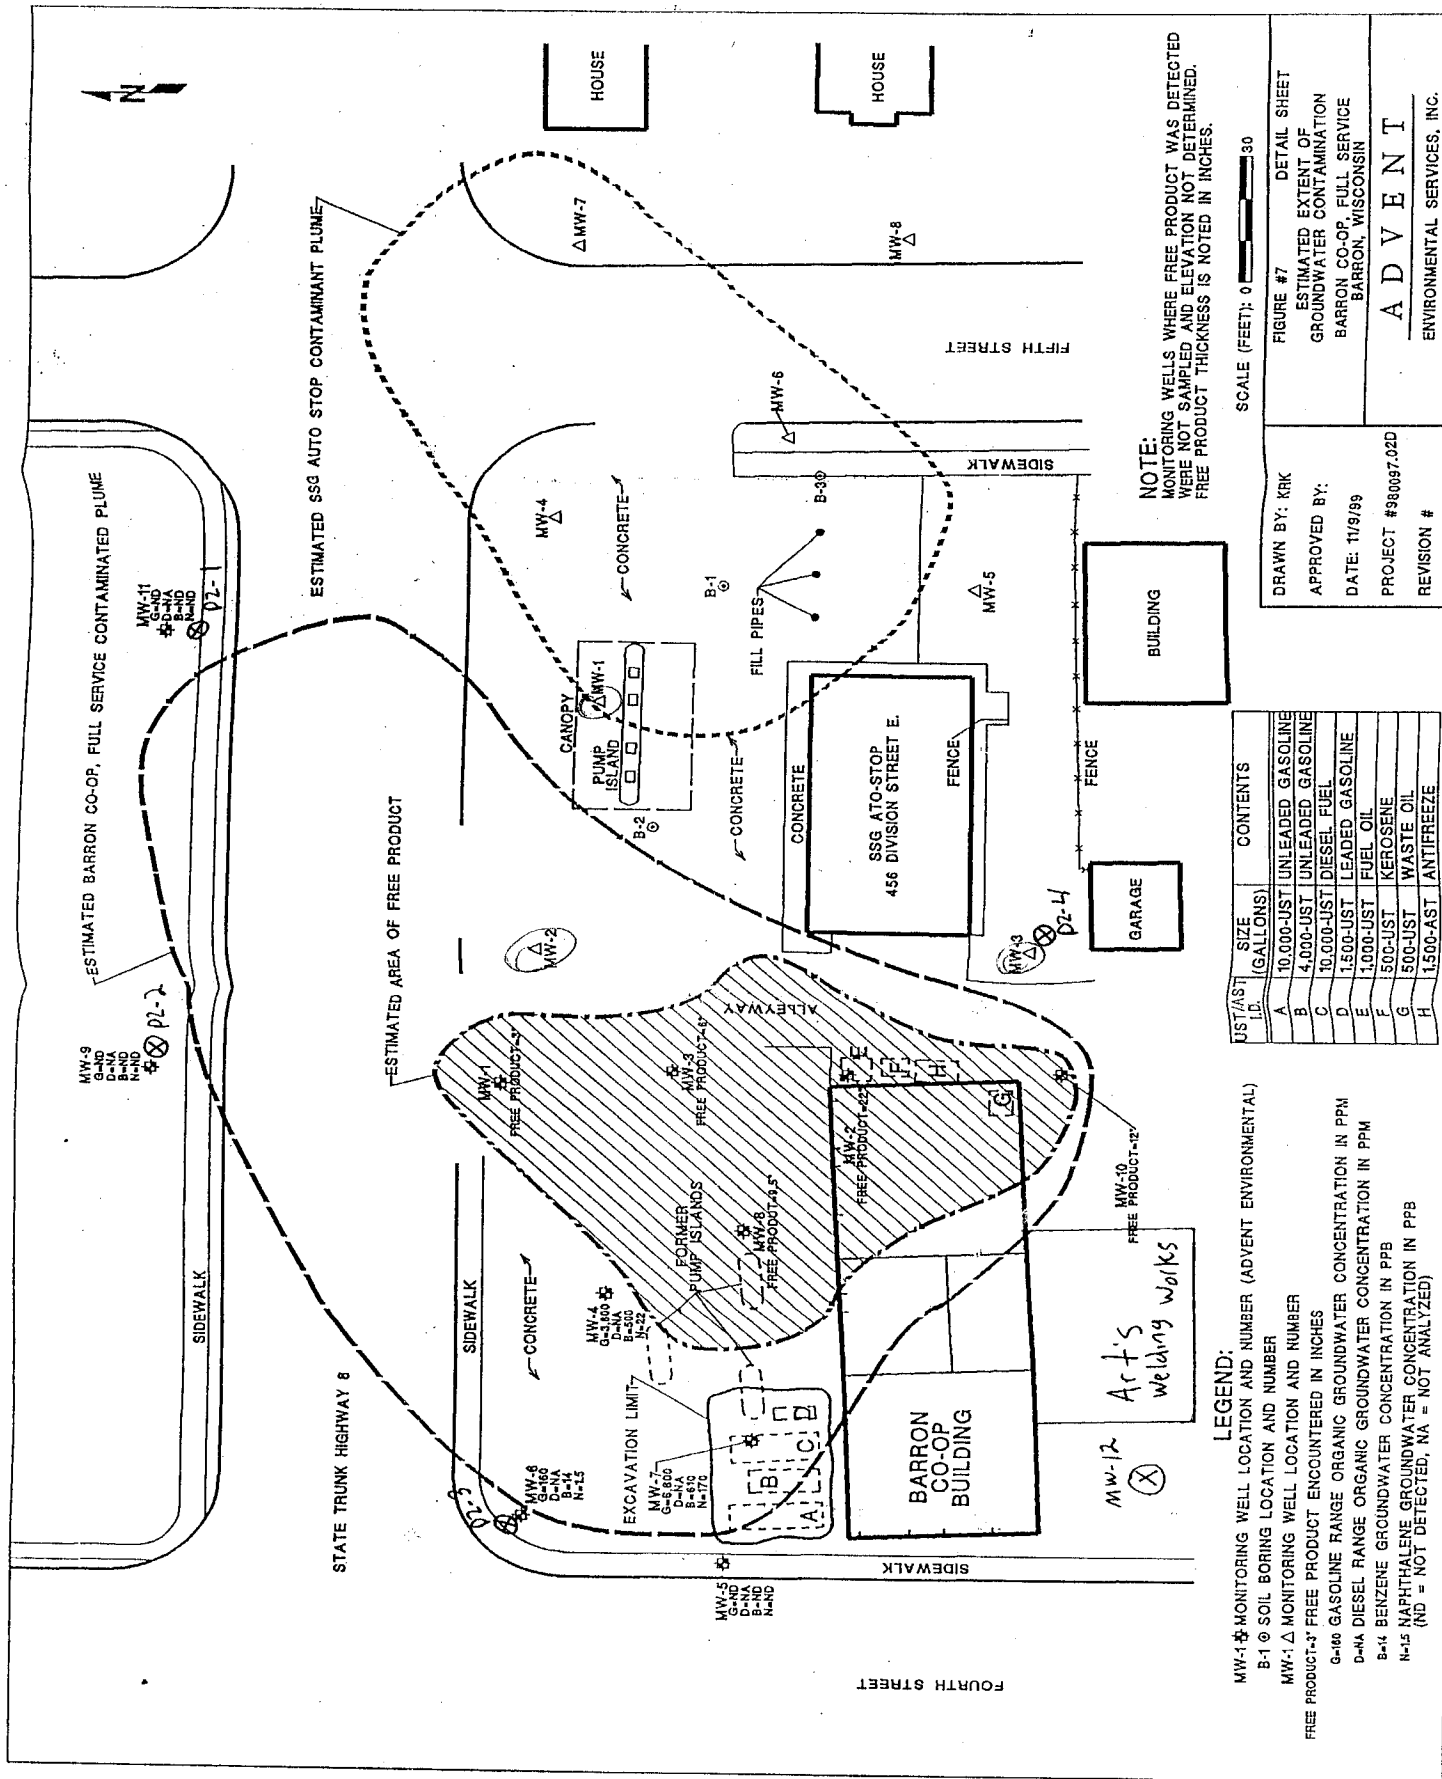 N
ESTIMATED BARRON CO-OP, FULL SERVICE CONTAMINATED PLUME
MW-9
G=ND
D=NA
B=ND
N=ND
PZ-2
MW-11
G=ND
D=NA
B=ND
N=ND
PZ-1
SIDEWALK
STATE TRUNK HIGHWAY 8
ESTIMATED SSG AUTO STOP CONTAMINANT PLUME
ESTIMATED AREA OF FREE PRODUCT
SIDEWALK
CONCRETE
PZ-3
MW-6
G=160
D=NA
B=14
N=1.5
EXCAVATION LIMIT
MW-7
G=6,800
D=NA
B=610
N=170
MW-4
G=3,600
D=NA
B=500
N=22
FORMER
PUMP ISLANDS
MW-8
FREE PRODUT=9.5"
MW-1
FREE PRODUCT=3"
MW-3
FREE PRODUCT=6"
MW-2
FREE PRODUCT=22"
MW-10
FREE PRODUCT=12"
A
B
C
D
E
F
H
G
ALLEYWAY
MW-5
G=ND
D=NA
B=ND
N=ND
SIDEWALK
FOURTH STREET
BARRON
CO-OP
BUILDING
Art's
Welding Works
MW-12
MW-2
MW-3
PZ-4
CANOPY
PUMP
ISLAND
MW-1
B-2
CONCRETE
CONCRETE
SSG ATO-STOP
456 DIVISION STREET E.
FENCE
FENCE
GARAGE
BUILDING
MW-4
CONCRETE
B-1
FILL PIPES
B-3
MW-5
MW-6
SIDEWALK
FIFTH STREET
MW-7
MW-8
HOUSE
HOUSE
NOTE:
MONITORING WELLS WHERE FREE PRODUCT WAS DETECTED
WERE NOT SAMPLED AND ELEVATION NOT DETERMINED.
FREE PRODUCT THICKNESS IS NOTED IN INCHES.
SCALE (FEET): 0 30
LEGEND:
MW-1 MONITORING WELL LOCATION AND NUMBER (ADVENT ENVIRONMENTAL)
B-1 SOIL BORING LOCATION AND NUMBER
MW-1 MONITORING WELL LOCATION AND NUMBER
FREE PRODUCT=3" FREE PRODUCT ENCOUNTERED IN INCHES
G=160 GASOLINE RANGE ORGANIC GROUNDWATER CONCENTRATION IN PPM
D=NA DIESEL RANGE ORGANIC GROUNDWATER CONCENTRATION IN PPM
B=14 BENZENE GROUNDWATER CONCENTRATION IN PPB
N=1.5 NAPHTHALENE GROUNDWATER CONCENTRATION IN PPB
(ND = NOT DETECTED, NA = NOT ANALYZED)
UST/AST I.D. SIZE (GALLONS) CONTENTS
A 10,000-UST UNLEADED GASOLINE
B 4,000-UST UNLEADED GASOLINE
C 10,000-UST DIESEL FUEL
D 1,500-UST LEADED GASOLINE
E 1,000-UST FUEL OIL
F 500-UST KEROSENE
G 500-UST WASTE OIL
H 1,500-AST ANTIFREEZE
DRAWN BY: KRK
APPROVED BY:
DATE: 11/9/99
PROJECT #980097.02D
REVISION #
FIGURE #7 DETAIL SHEET
ESTIMATED EXTENT OF
GROUNDWATER CONTAMINATION
BARRON CO-OP, FULL SERVICE
BARRON, WISCONSIN
ADVENT
ENVIRONMENTAL SERVICES, INC.